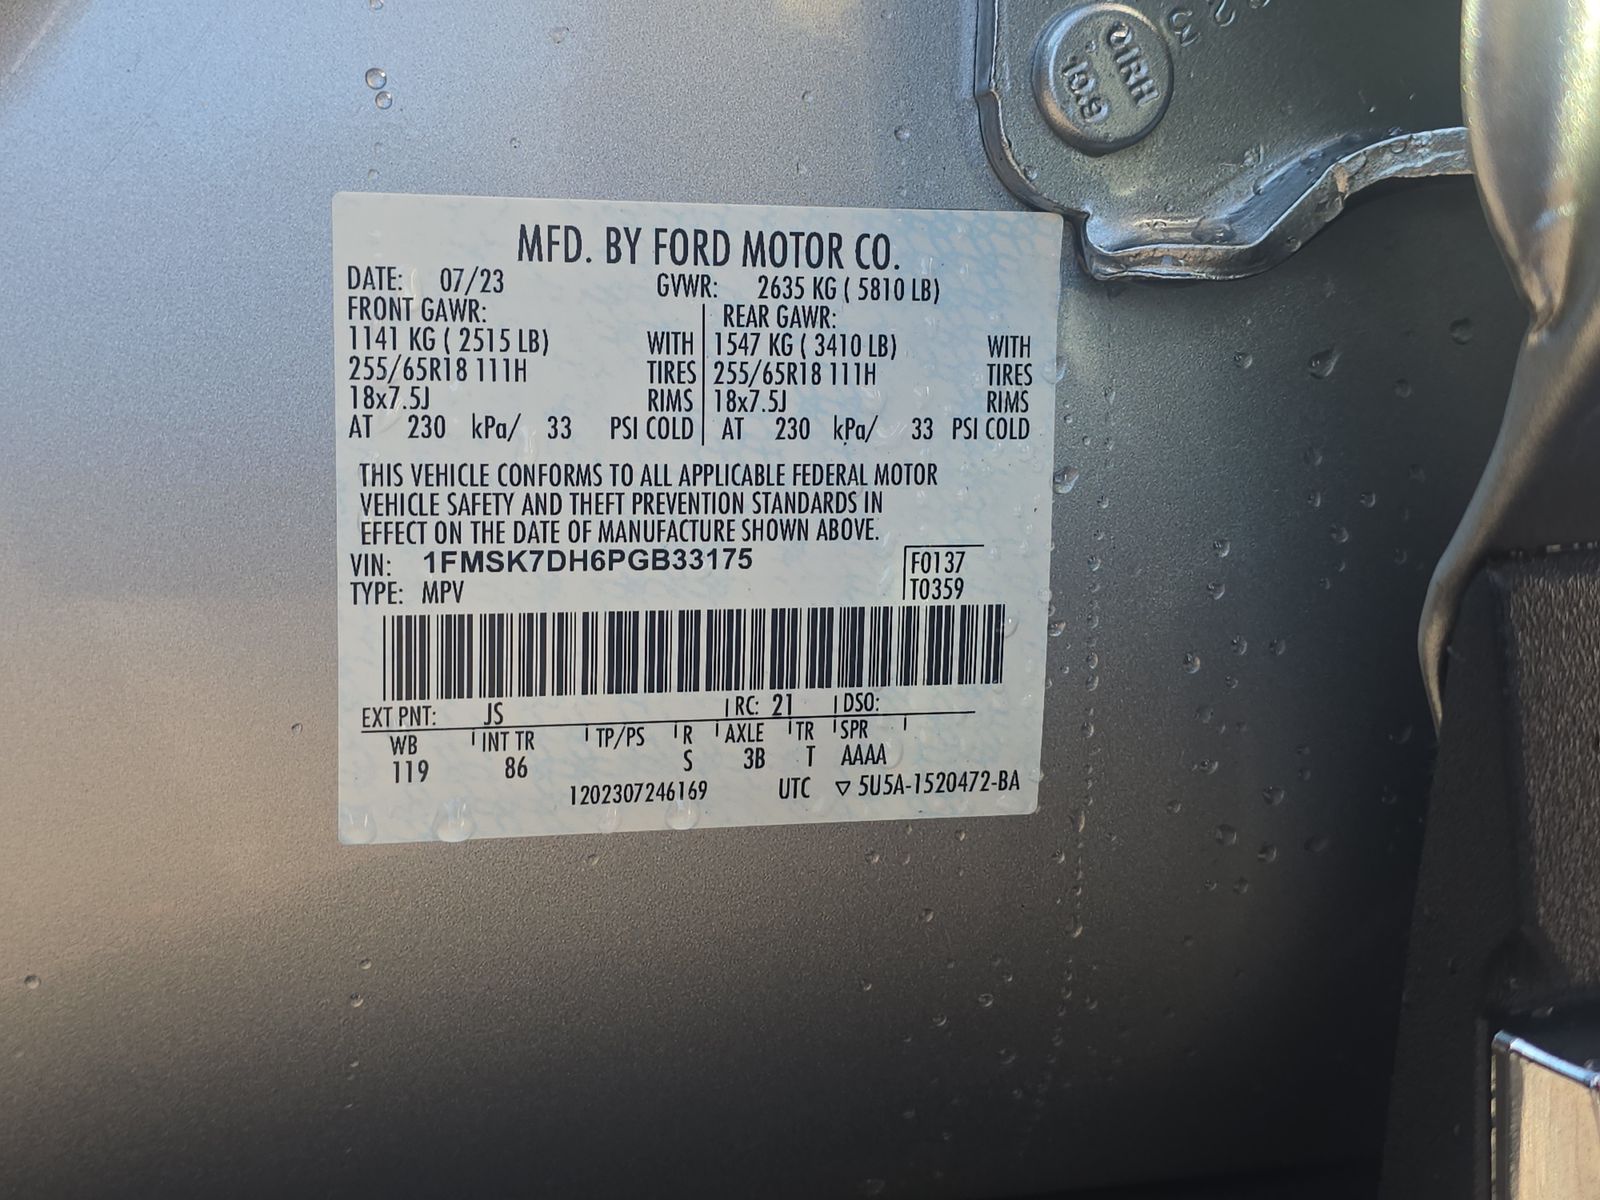 QIRH
10.9
MFD. BY FORD MOTOR CO.
DATE: 07/23 GVWR: 2635 KG ( 5810 LB)
FRONT GAWR: REAR GAWR:
1141 KG ( 2515 LB) WITH 1547 KG ( 3410 LB) WITH
255/65R18 111H TIRES 255/65R18 111H TIRES
18x7.5J RIMS 18x7.5J RIMS
AT 230 kPa/ 33 PSI COLD AT 230 kPa/ 33 PSI COLD
THIS VEHICLE CONFORMS TO ALL APPLICABLE FEDERAL MOTOR
VEHICLE SAFETY AND THEFT PREVENTION STANDARDS IN
EFFECT ON THE DATE OF MANUFACTURE SHOWN ABOVE.
VIN: 1FMSK7DH6PGB33175 F0137
TYPE: MPV T0359
EXT PNT: JS RC: 21 DSO:
WB INT TR TP/PS R AXLE TR SPR
119 86 S 3B T AAAA
1202307246169 UTC ▽ 5U5A-1520472-BA